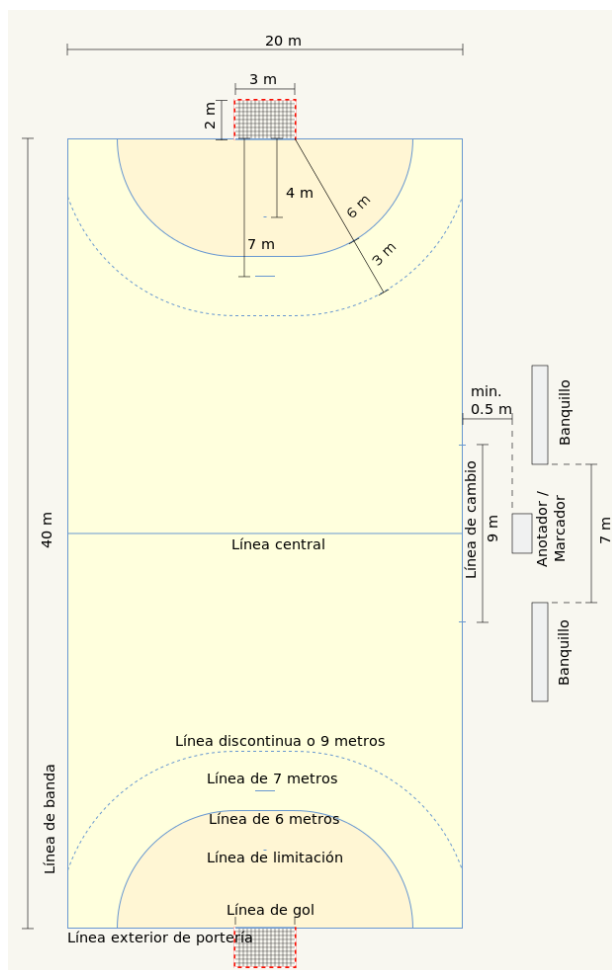 20 m
3 m
2 m
4 m
6 m
7 m
3 m
min.
0.5 m
Banquillo
Línea de cambio
9 m
Anotador /
Marcador
7 m
40 m
Línea central
Banquillo
Línea discontinua o 9 metros
Línea de 7 metros
Línea de banda
Línea de 6 metros
Línea de limitación
Línea de gol
Línea exterior de portería